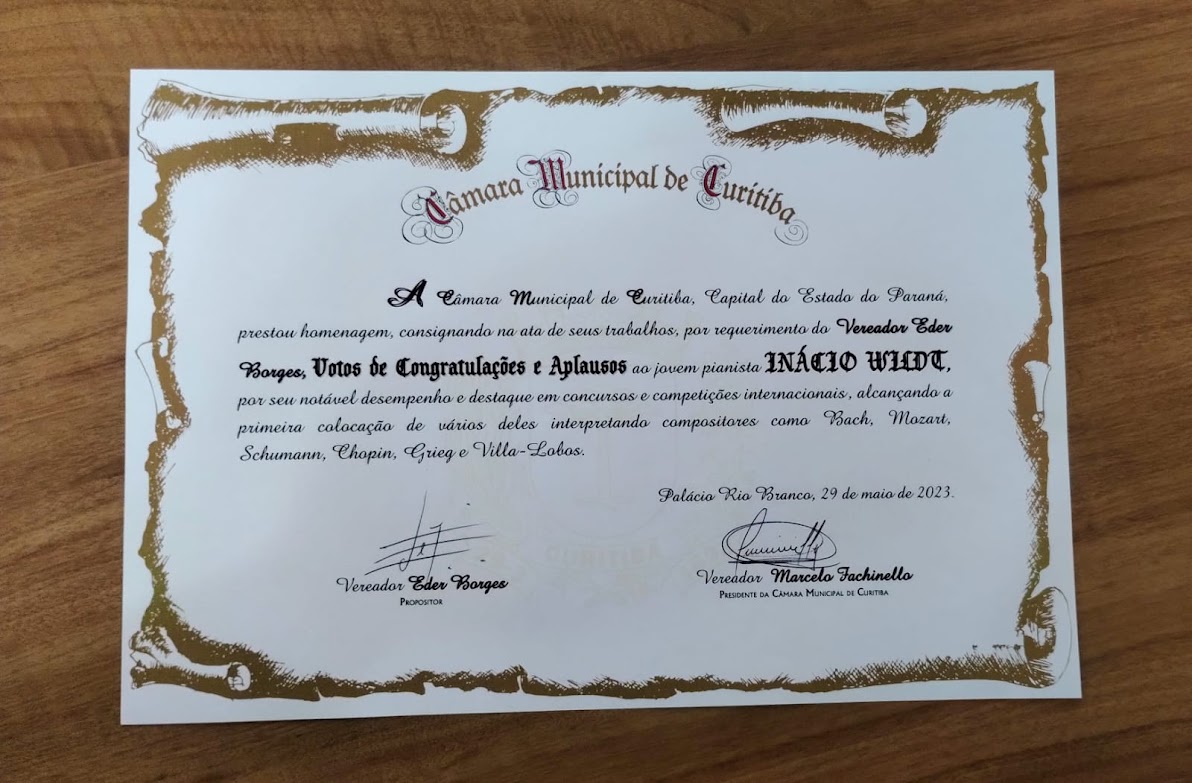 Câmara Municipal de Curitiba
A Câmara Municipal de Curitiba, Capital do Estado do Paraná,
prestou homenagem, consignando na ata de seus trabalhos, por requerimento do Vereador Eder
Borges, Votos de Congratulações e Aplausos ao jovem pianista INÁCIO WILDT,
por seu notável desempenho e destaque em concursos e competições internacionais, alcançando a
primeira colocação de vários deles interpretando compositores como Bach, Mozart,
Schumann, Chopin, Grieg e Villa-Lobos.
Palácio Rio Branco, 29 de maio de 2023.
Vereador Eder Borges
Propositor
Vereador Marcelo Fachinello
Presidente da Câmara Municipal de Curitiba